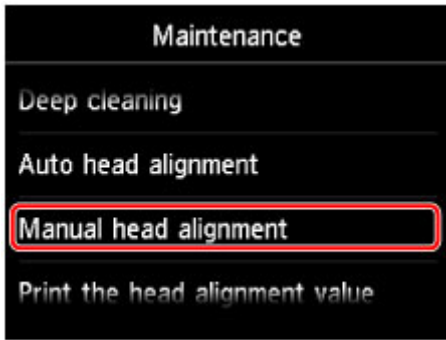 Maintenance
Deep cleaning
Auto head alignment
Manual head alignment
Print the head alignment value